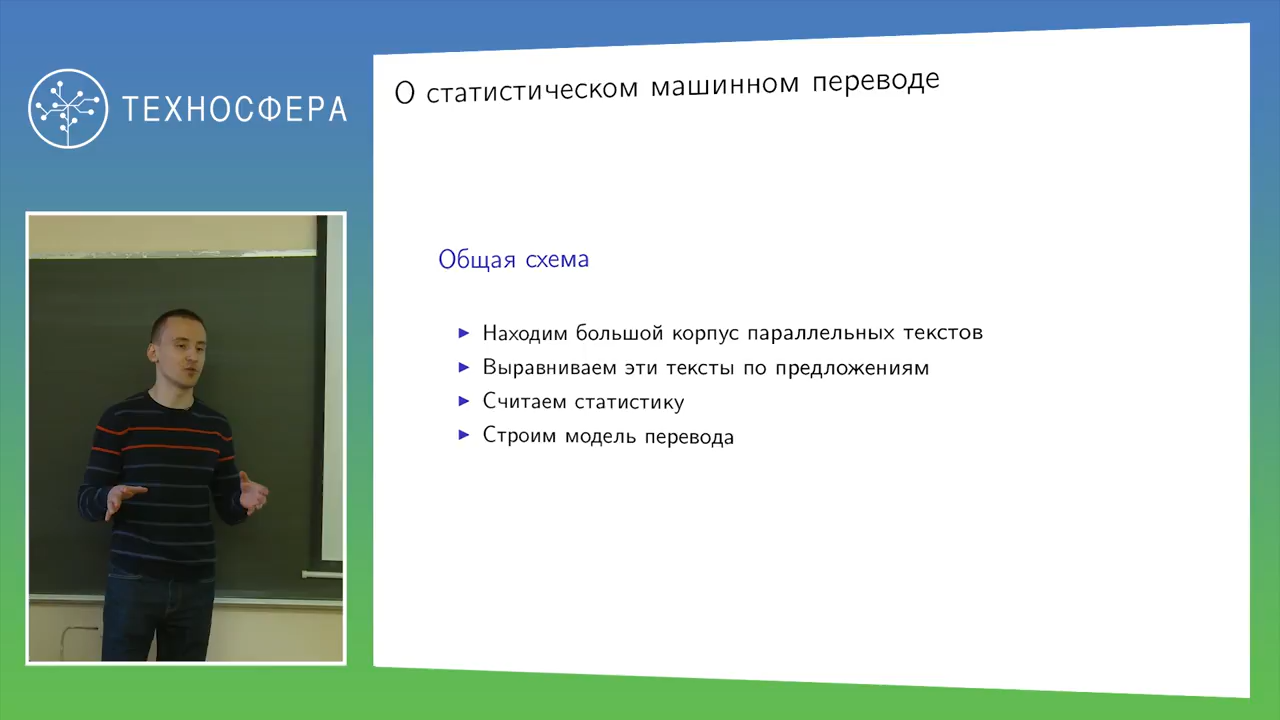 ТЕХНОСФЕРА
О статистическом машинном переводе
Общая схема
► Находим большой корпус параллельных текстов
► Выравниваем эти тексты по предложениям
► Считаем статистику
► Строим модель перевода